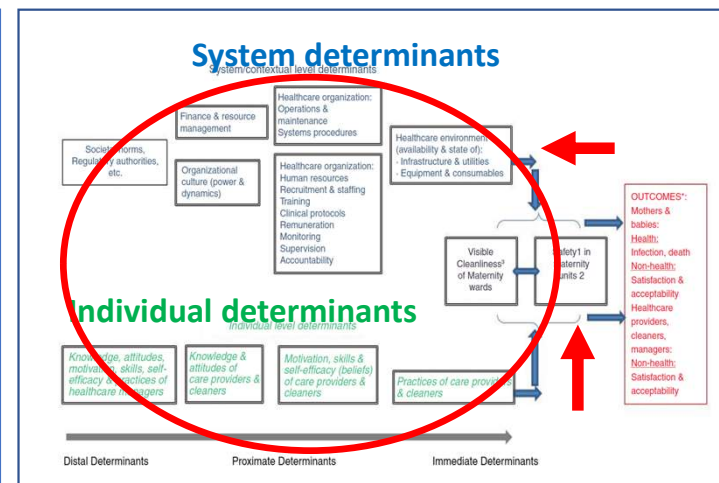 System determinants
System/contextual level determinants
Finance & resource
management
Healthcare organization:
Operations &
maintenance
Systems procedures
Healthcare environment
(availability & state of):
- Infrastructure & utilities
- Equipment & consumables
Societal norms,
Regulatory authorities,
etc.
Organizational
culture (power &
dynamics)
Healthcare organization:
Human resources
Recruitment & staffing
Training
Clinical protocols
Remuneration
Monitoring
Supervision
Accountability
Visible
Cleanliness³
of Maternity
wards
Safety1 in
Maternity
units 2
OUTCOMES*:
Mothers &
babies:
Health:
Infection, death
Non-health:
Satisfaction &
acceptability
Healthcare
providers,
cleaners,
managers:
Non-health:
Satisfaction &
acceptability
Individual determinants
Individual level determinants
Knowledge, attitudes,
motivation, skills, self-
efficacy & practices of
healthcare managers
Knowledge &
attitudes of
care providers &
cleaners
Motivation, skills &
self-efficacy (beliefs)
of care providers &
cleaners
Practices of care providers
& cleaners
Distal Determinants
Proximate Determinants
Immediate Determinants